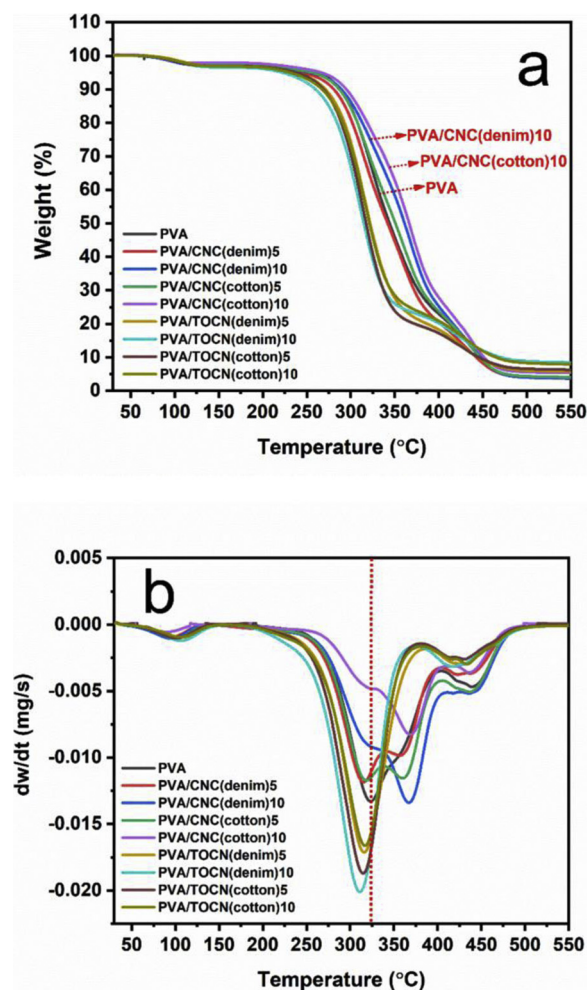 a
110
100
90
80
70
60
50
40
30
20
10
0
Weight (%)
PVA/CNC(denim)10
PVA/CNC(cotton)10
PVA
PVA
PVA/CNC(denim)5
PVA/CNC(denim)10
PVA/CNC(cotton)5
PVA/CNC(cotton)10
PVA/TOCN(denim)5
PVA/TOCN(denim)10
PVA/TOCN(cotton)5
PVA/TOCN(cotton)10
50 100 150 200 250 300 350 400 450 500 550
Temperature (°C)
b
0.005
0.000
-0.005
-0.010
-0.015
-0.020
dw/dt (mg/s)
PVA
PVA/CNC(denim)5
PVA/CNC(denim)10
PVA/CNC(cotton)5
PVA/CNC(cotton)10
PVA/TOCN(denim)5
PVA/TOCN(denim)10
PVA/TOCN(cotton)5
PVA/TOCN(cotton)10
50 100 150 200 250 300 350 400 450 500 550
Temperature (°C)